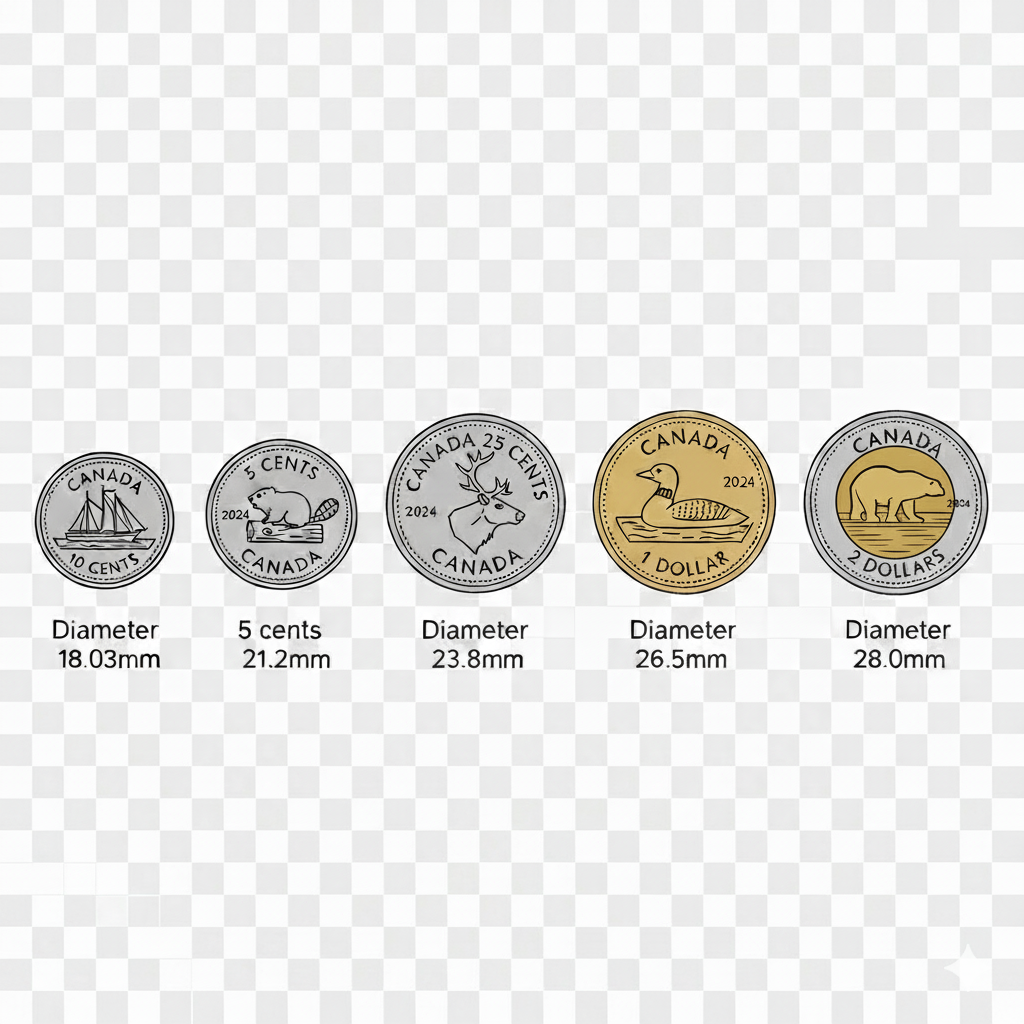 CANADA
10 CENTS
5 CENTS
2024
CANADA
CANADA 25 CENTS
2024
CANADA
CANADA
2024
1 DOLLAR
CANADA
2 DOLLARS
Diameter
18.03mm
5 cents
21.2mm
Diameter
23.8mm
Diameter
26.5mm
Diameter
28.0mm